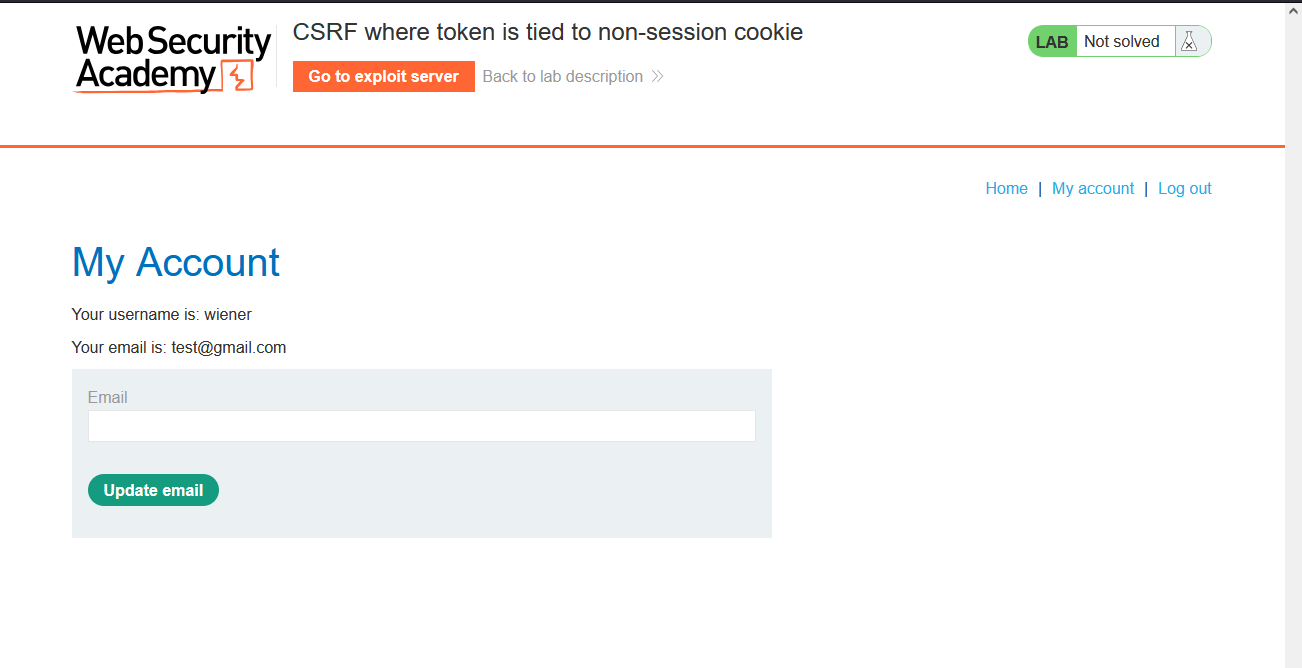 Web Security
Academy
CSRF where token is tied to non-session cookie
Go to exploit server Back to lab description
LAB Not solved
Home | My account | Log out
My Account
Your username is: wiener
Your email is: test@gmail.com
Email
Update email